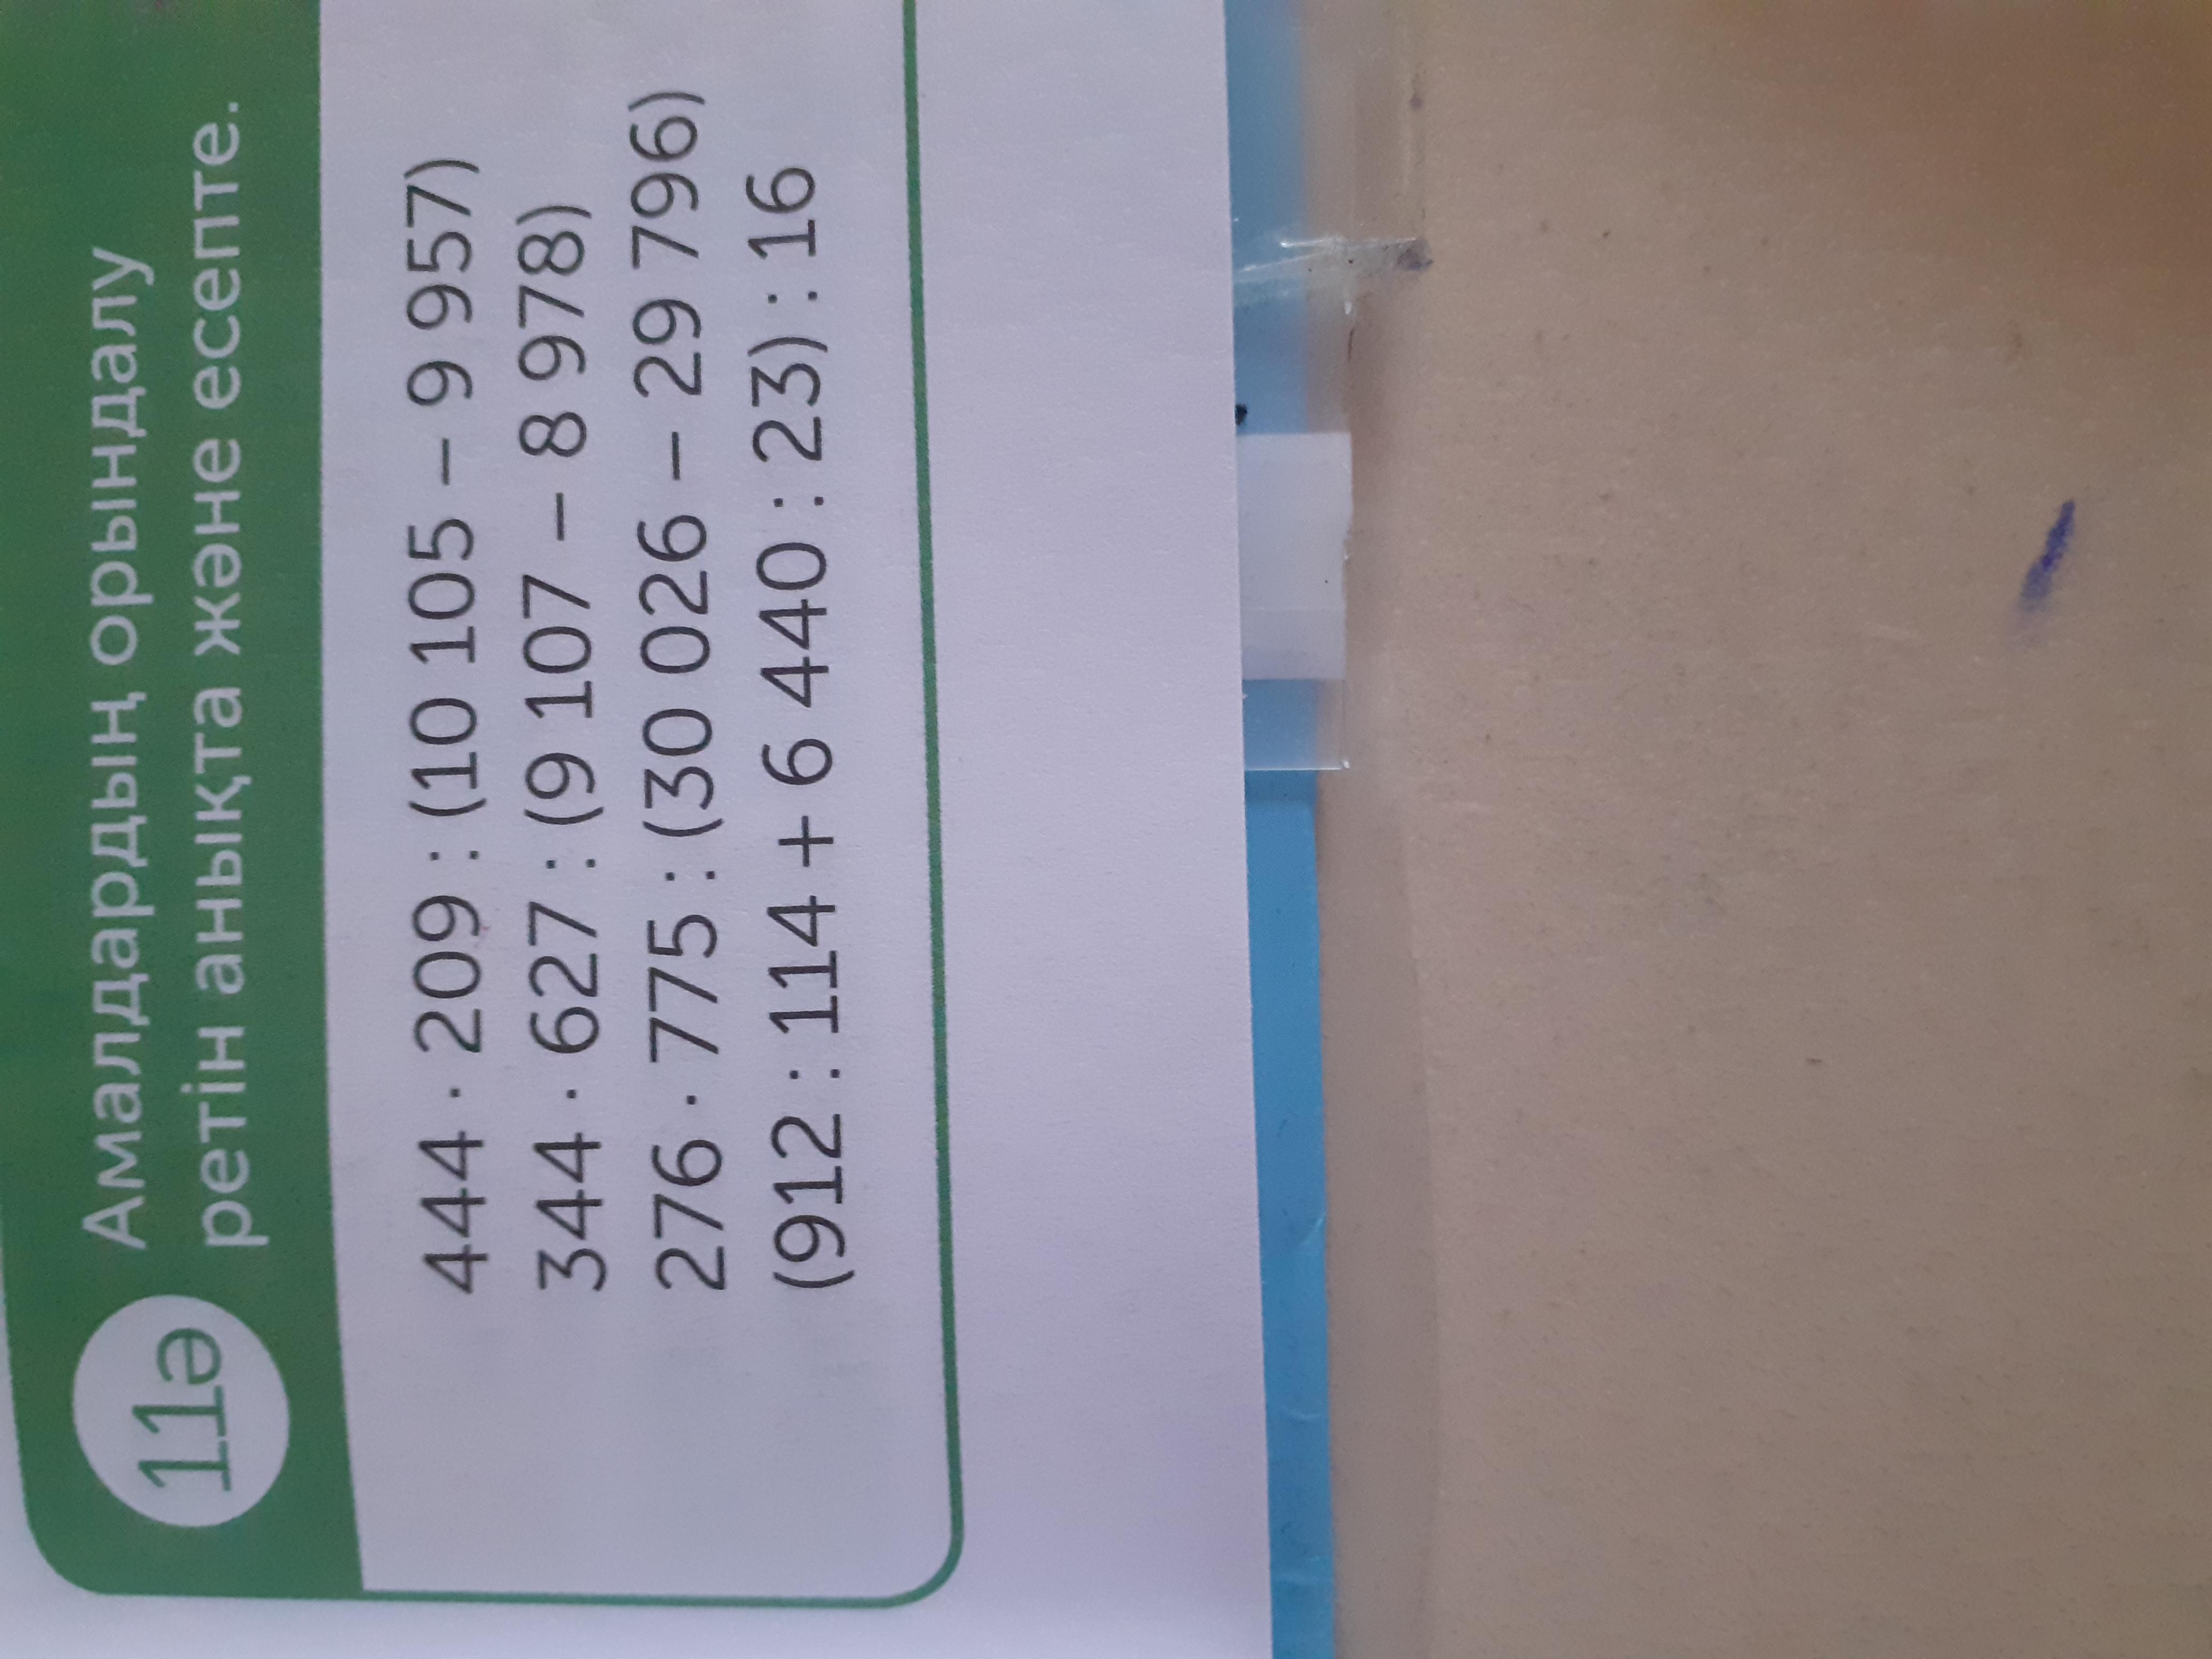 11ә
Амалдардың орындалу
ретін анықта және есепте.
444 · 209 : (10 105 – 9 957)
344 · 627 : (9 107 – 8 978)
276 · 775 : (30 026 – 29 796)
(912 : 114 + 6 440 : 23) : 16